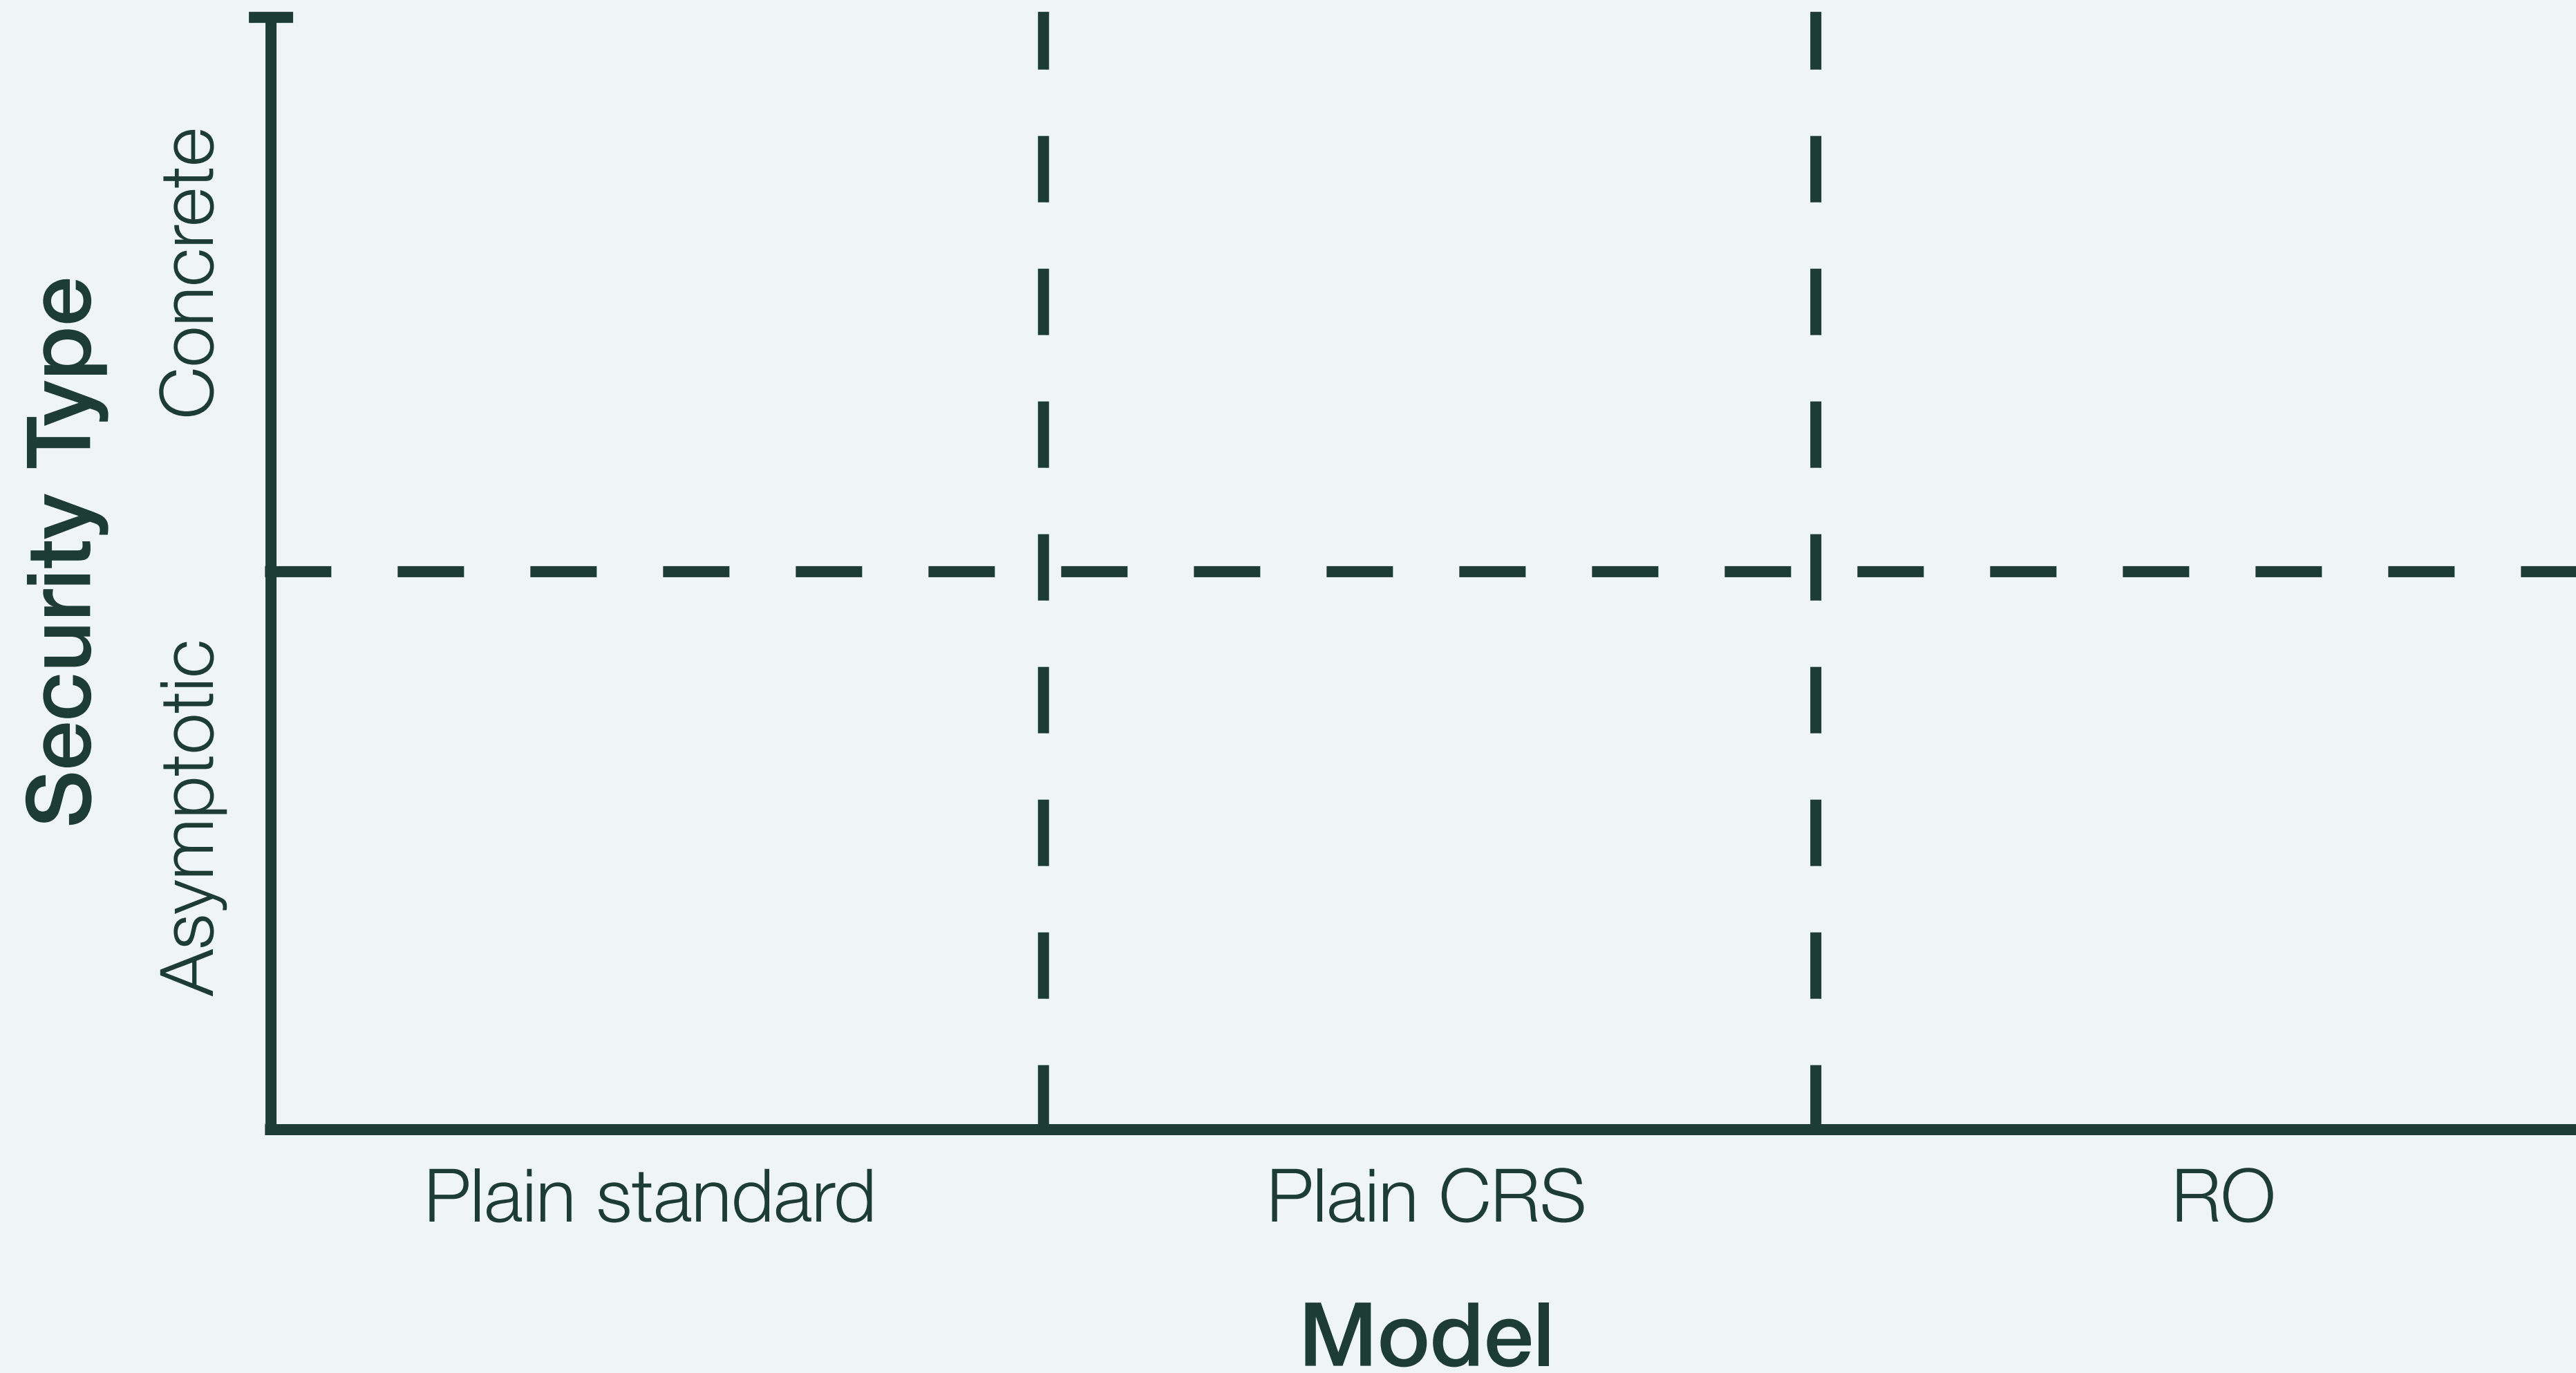 Security Type
Concrete
Asymptotic
Plain standard
Plain CRS
RO
Model